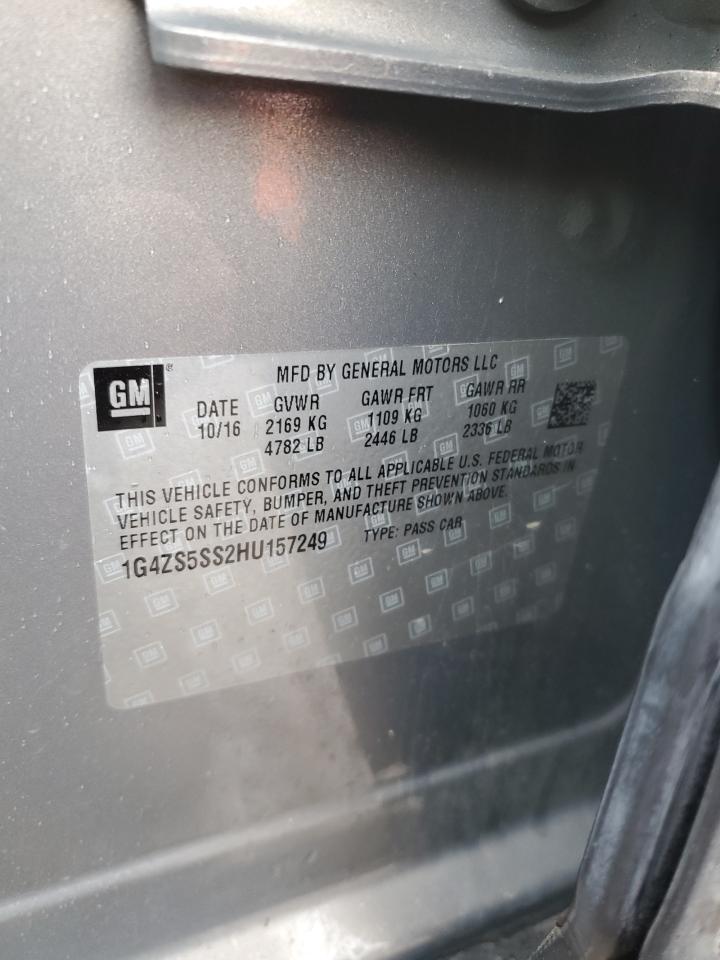 GM ®
MFD BY GENERAL MOTORS LLC
DATE GVWR GAWR FRT GAWR RR
10/16 2169 KG 1109 KG 1060 KG
4782 LB 2446 LB 2336 LB
THIS VEHICLE CONFORMS TO ALL APPLICABLE U.S. FEDERAL MOTOR
VEHICLE SAFETY, BUMPER, AND THEFT PREVENTION STANDARDS IN
EFFECT ON THE DATE OF MANUFACTURE SHOWN ABOVE.
1G4ZS5SS2HU157249 TYPE: PASS CAR